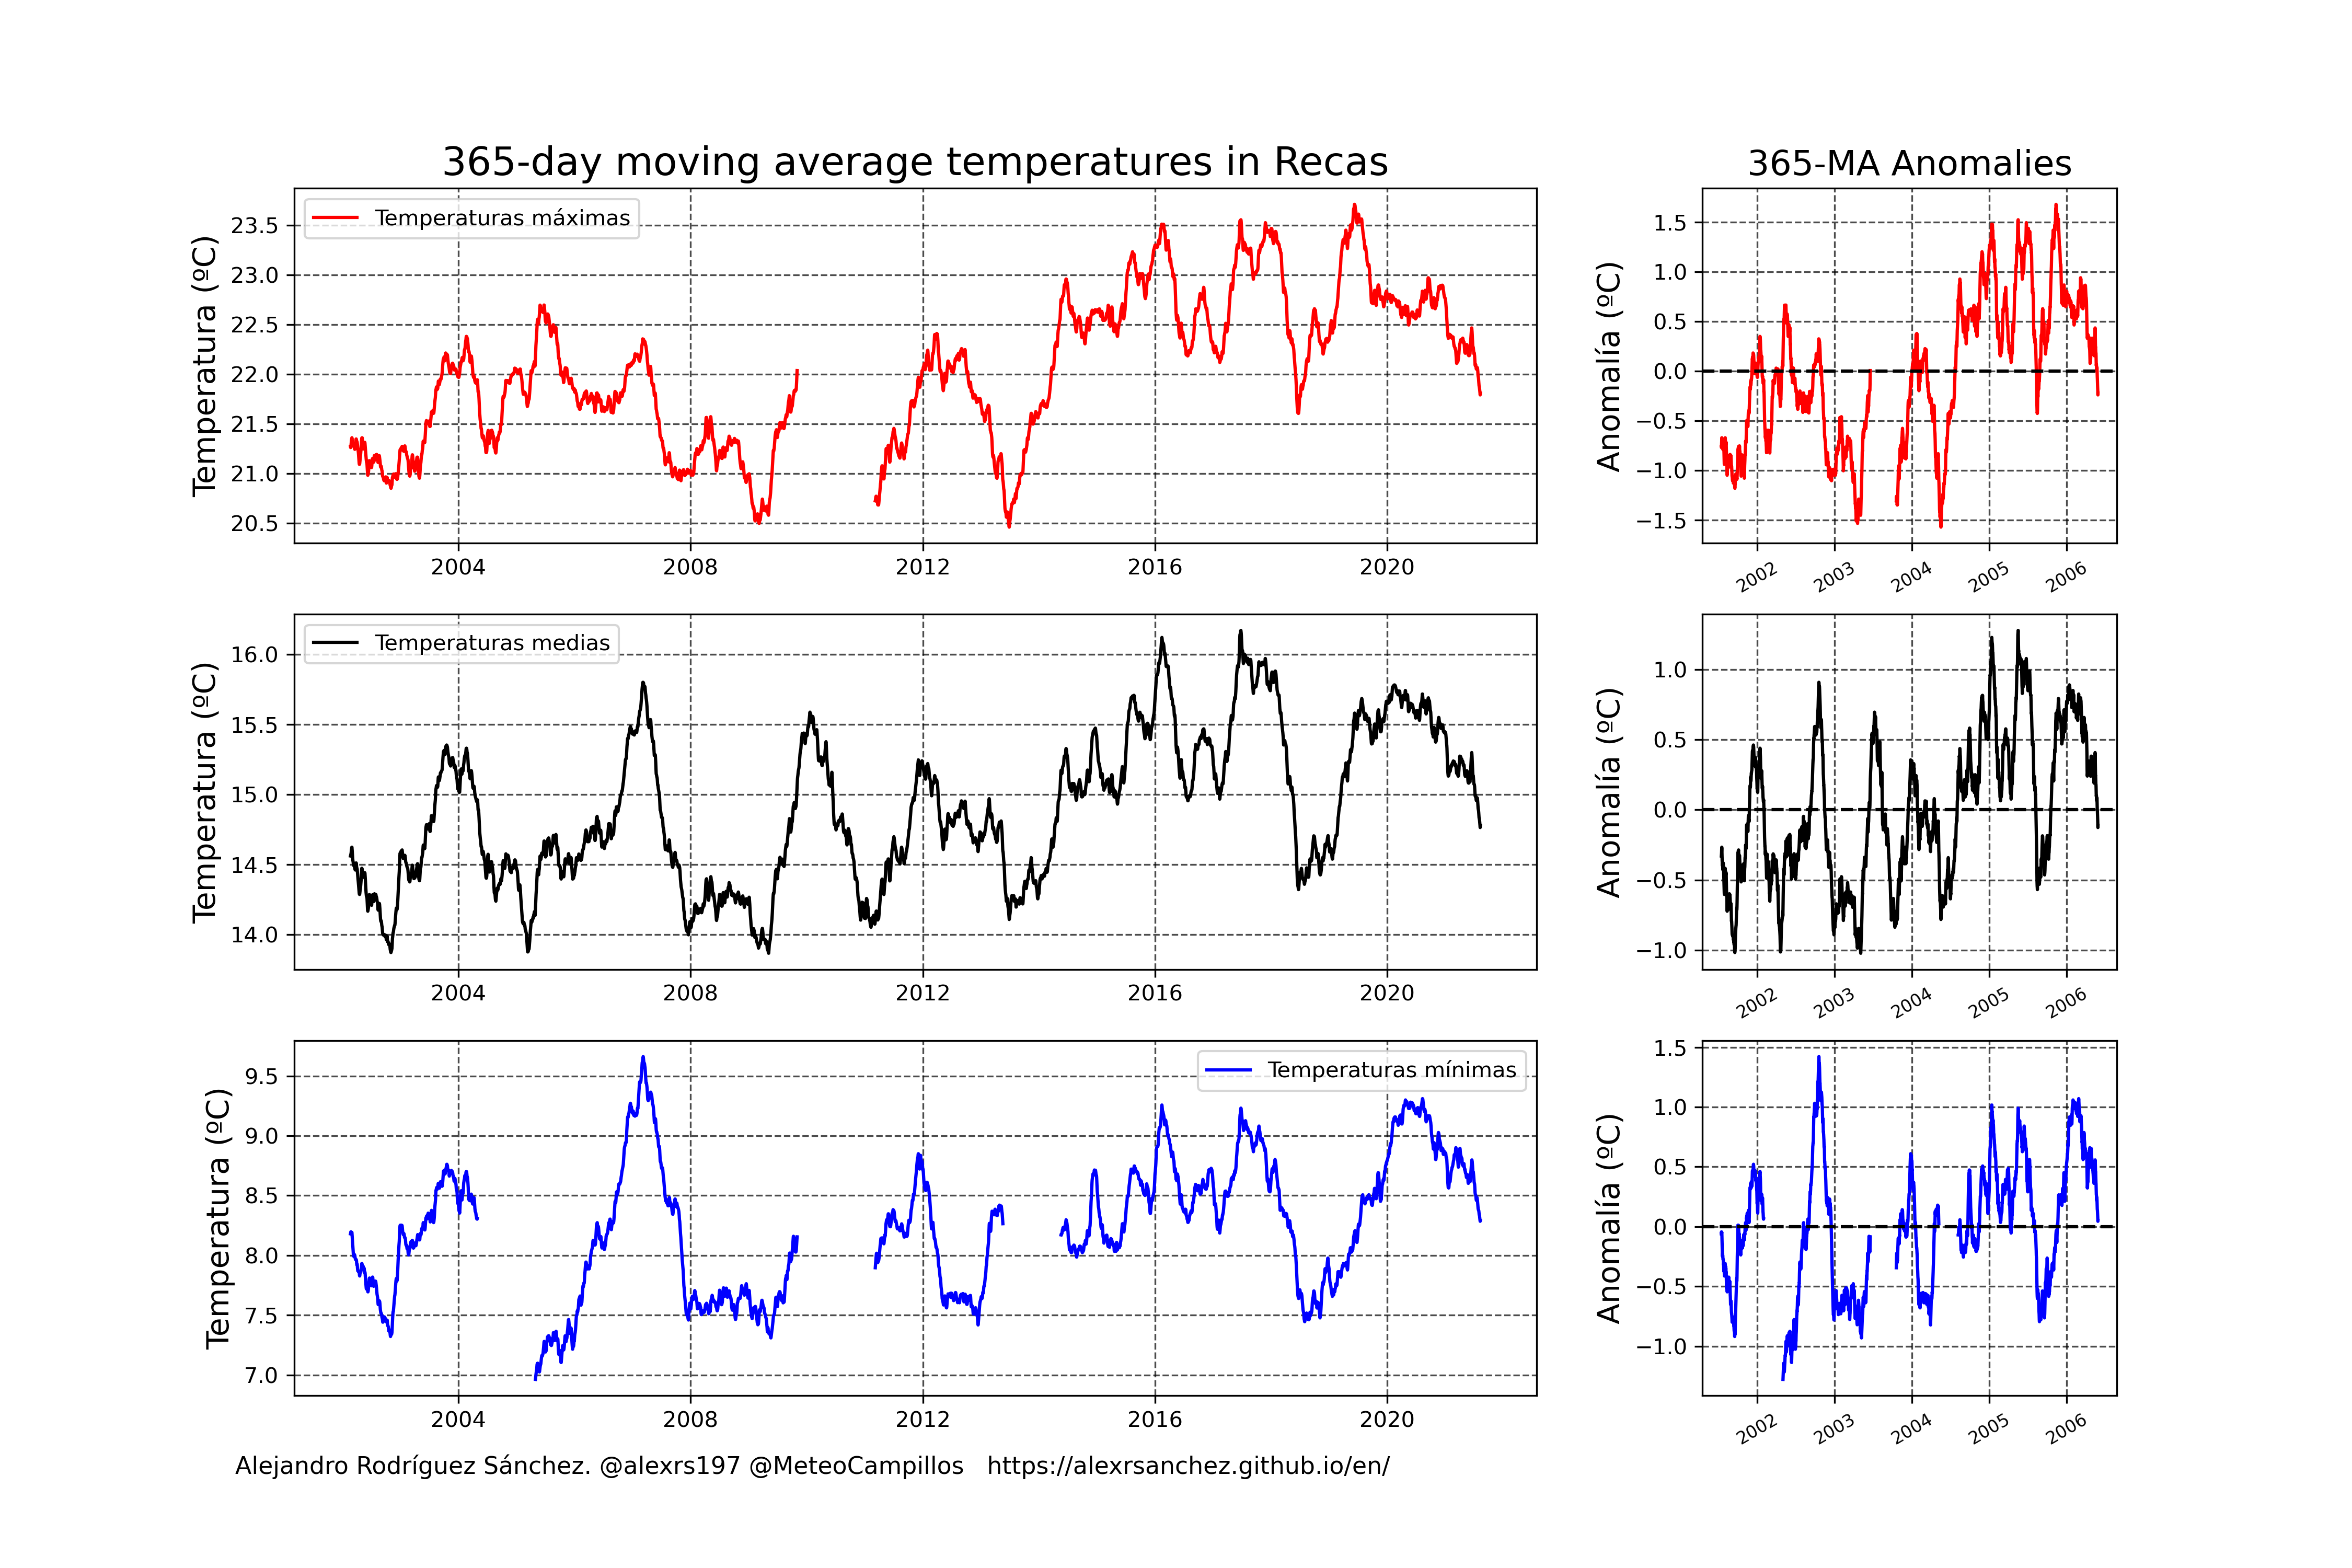 365-day moving average temperatures in Recas
365-MA Anomalies
Temperatura (ºC)
23.5
23.0
22.5
22.0
21.5
21.0
20.5
Temperaturas máximas
2004 2008 2012 2016 2020
Anomalía (ºC)
1.5
1.0
0.5
0.0
−0.5
−1.0
−1.5
2002 2003 2004 2005 2006
Temperatura (ºC)
16.0
15.5
15.0
14.5
14.0
Temperaturas medias
2004 2008 2012 2016 2020
Anomalía (ºC)
1.0
0.5
0.0
−0.5
−1.0
2002 2003 2004 2005 2006
Temperatura (ºC)
9.5
9.0
8.5
8.0
7.5
7.0
Temperaturas mínimas
2004 2008 2012 2016 2020
Anomalía (ºC)
1.5
1.0
0.5
0.0
−0.5
−1.0
2002 2003 2004 2005 2006
Alejandro Rodríguez Sánchez. @alexrs197 @MeteoCampillos https://alexrsanchez.github.io/en/